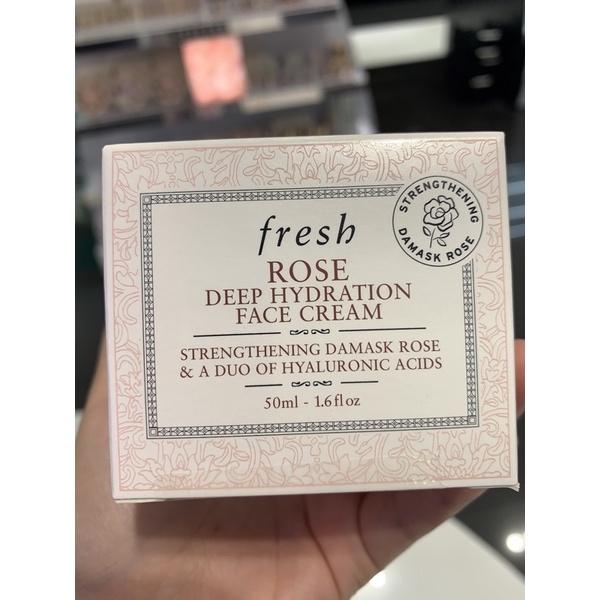 STRENGTHENING
DAMASK ROSE
fresh
ROSE
DEEP HYDRATION
FACE CREAM
STRENGTHENING DAMASK ROSE
& A DUO OF HYALURONIC ACIDS
50ml - 1.6 fl oz